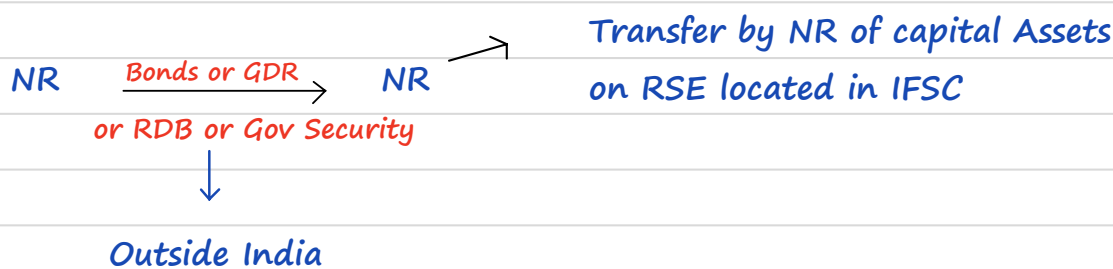 Transfer by NR of capital Assets
NR Bonds or GDR NR
on RSE located in IFSC
or RDB or Gov Security
Outside India